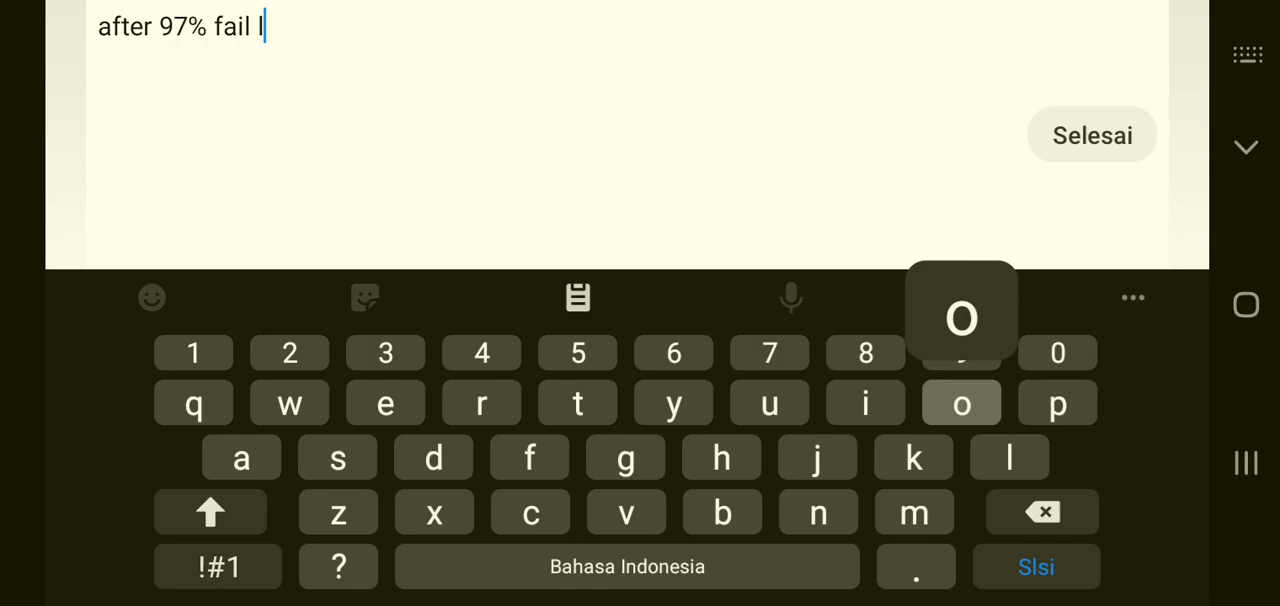 after 97% fail l
Selesai
o
1 2 3 4 5 6 7 8 0
q w e r t y u i o p
a s d f g h j k l
z x c v b n m
!#1 ? Bahasa Indonesia . Slsi